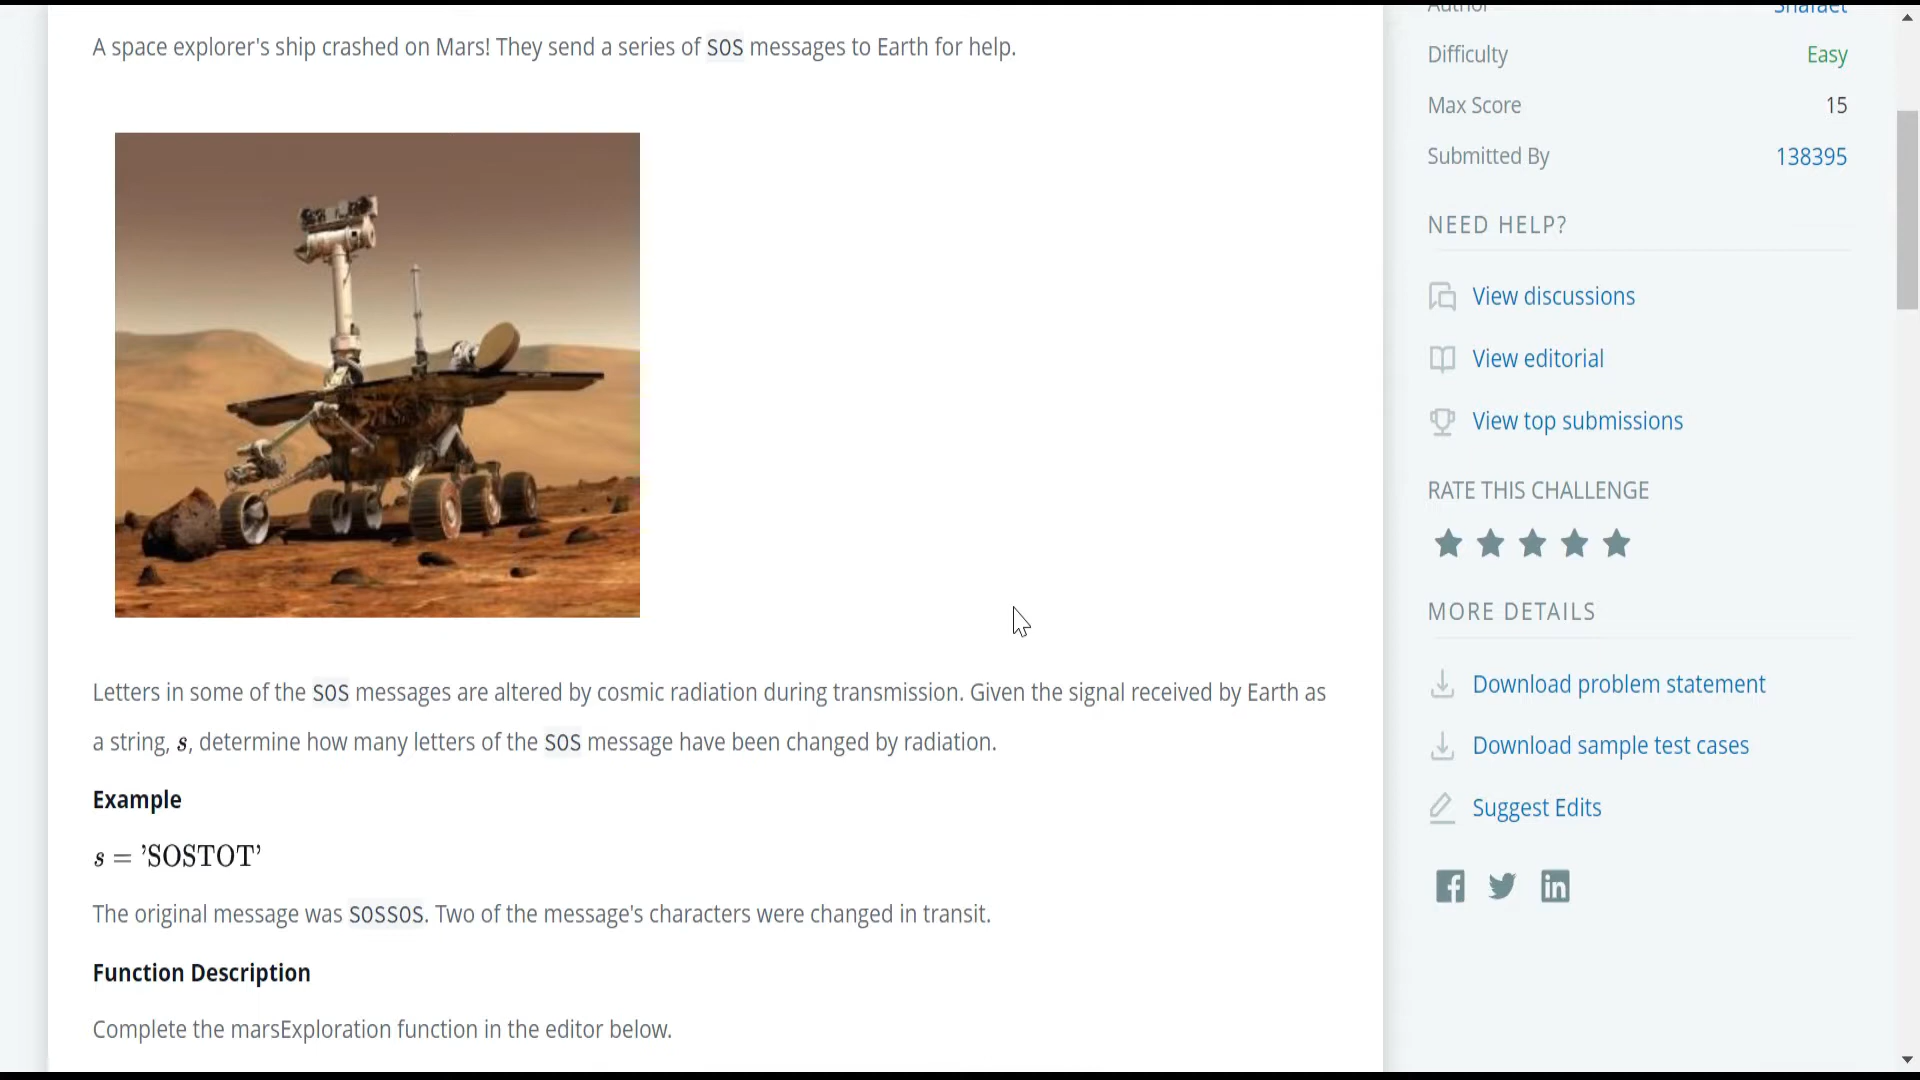 A space explorer's ship crashed on Mars! They send a series of SOS messages to Earth for help.
Letters in some of the SOS messages are altered by cosmic radiation during transmission. Given the signal received by Earth as
a string, s, determine how many letters of the SOS message have been changed by radiation.
Example
s = 'SOSTOT'
The original message was SOSSOS. Two of the message's characters were changed in transit.
Function Description
Complete the marsExploration function in the editor below.
Author Shafaet
Difficulty Easy
Max Score 15
Submitted By 138395
NEED HELP?
View discussions
View editorial
View top submissions
RATE THIS CHALLENGE
MORE DETAILS
Download problem statement
Download sample test cases
Suggest Edits